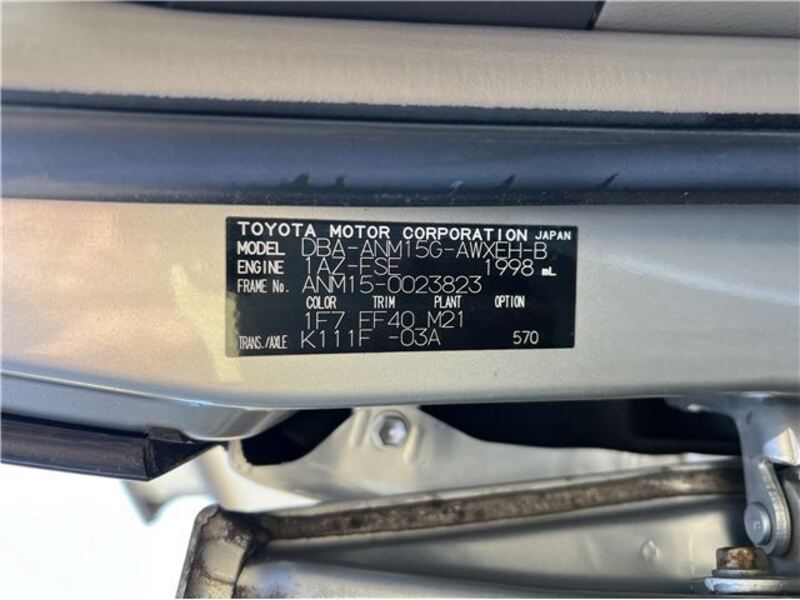 TOYOTA MOTOR CORPORATION JAPAN
MODEL DBA-ANM15G-AWXEH-B
ENGINE 1AZ-FSE 1998 mL
FRAME No. ANM15-0023823
COLOR TRIM PLANT OPTION
1F7 FF40 M21
TRANS./AXLE K111F -03A 570